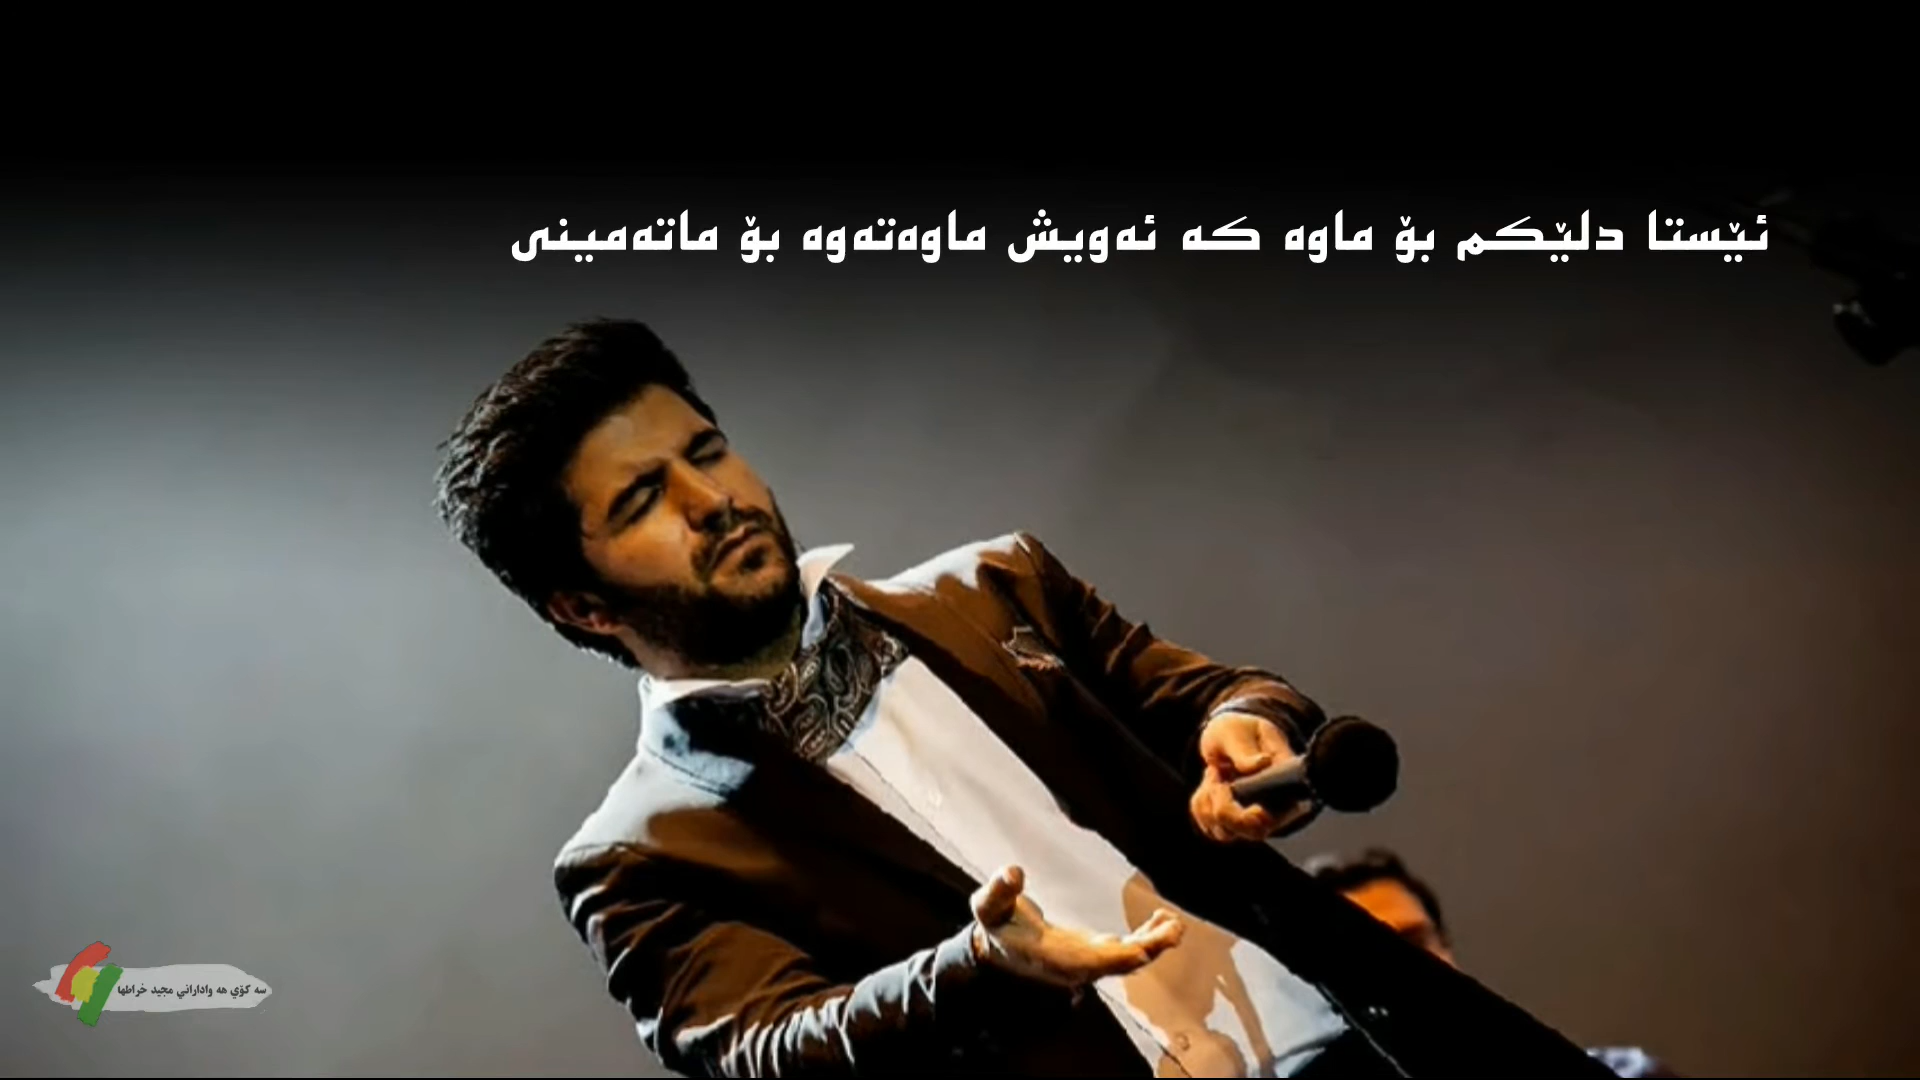 ئێستا دلێکم بۆ ماوە کە ئەویش ماوەتەوە بۆ ماتەمینی
سه كۆي هه واداراني مجيد خراطها